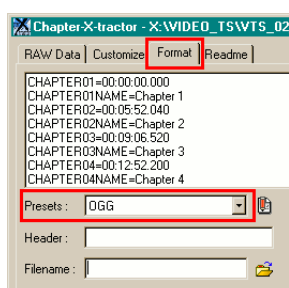 Chapter-X-tractor - X:\VIDEO_TS\VTS_02
RAW Data Customize Format Readme
CHAPTER01=00:00:00.000
CHAPTER01NAME=Chapter 1
CHAPTER02=00:05:52.040
CHAPTER02NAME=Chapter 2
CHAPTER03=00:09:06.520
CHAPTER03NAME=Chapter 3
CHAPTER04=00:12:52.200
CHAPTER04NAME=Chapter 4
Presets : OGG
Header :
Filename :